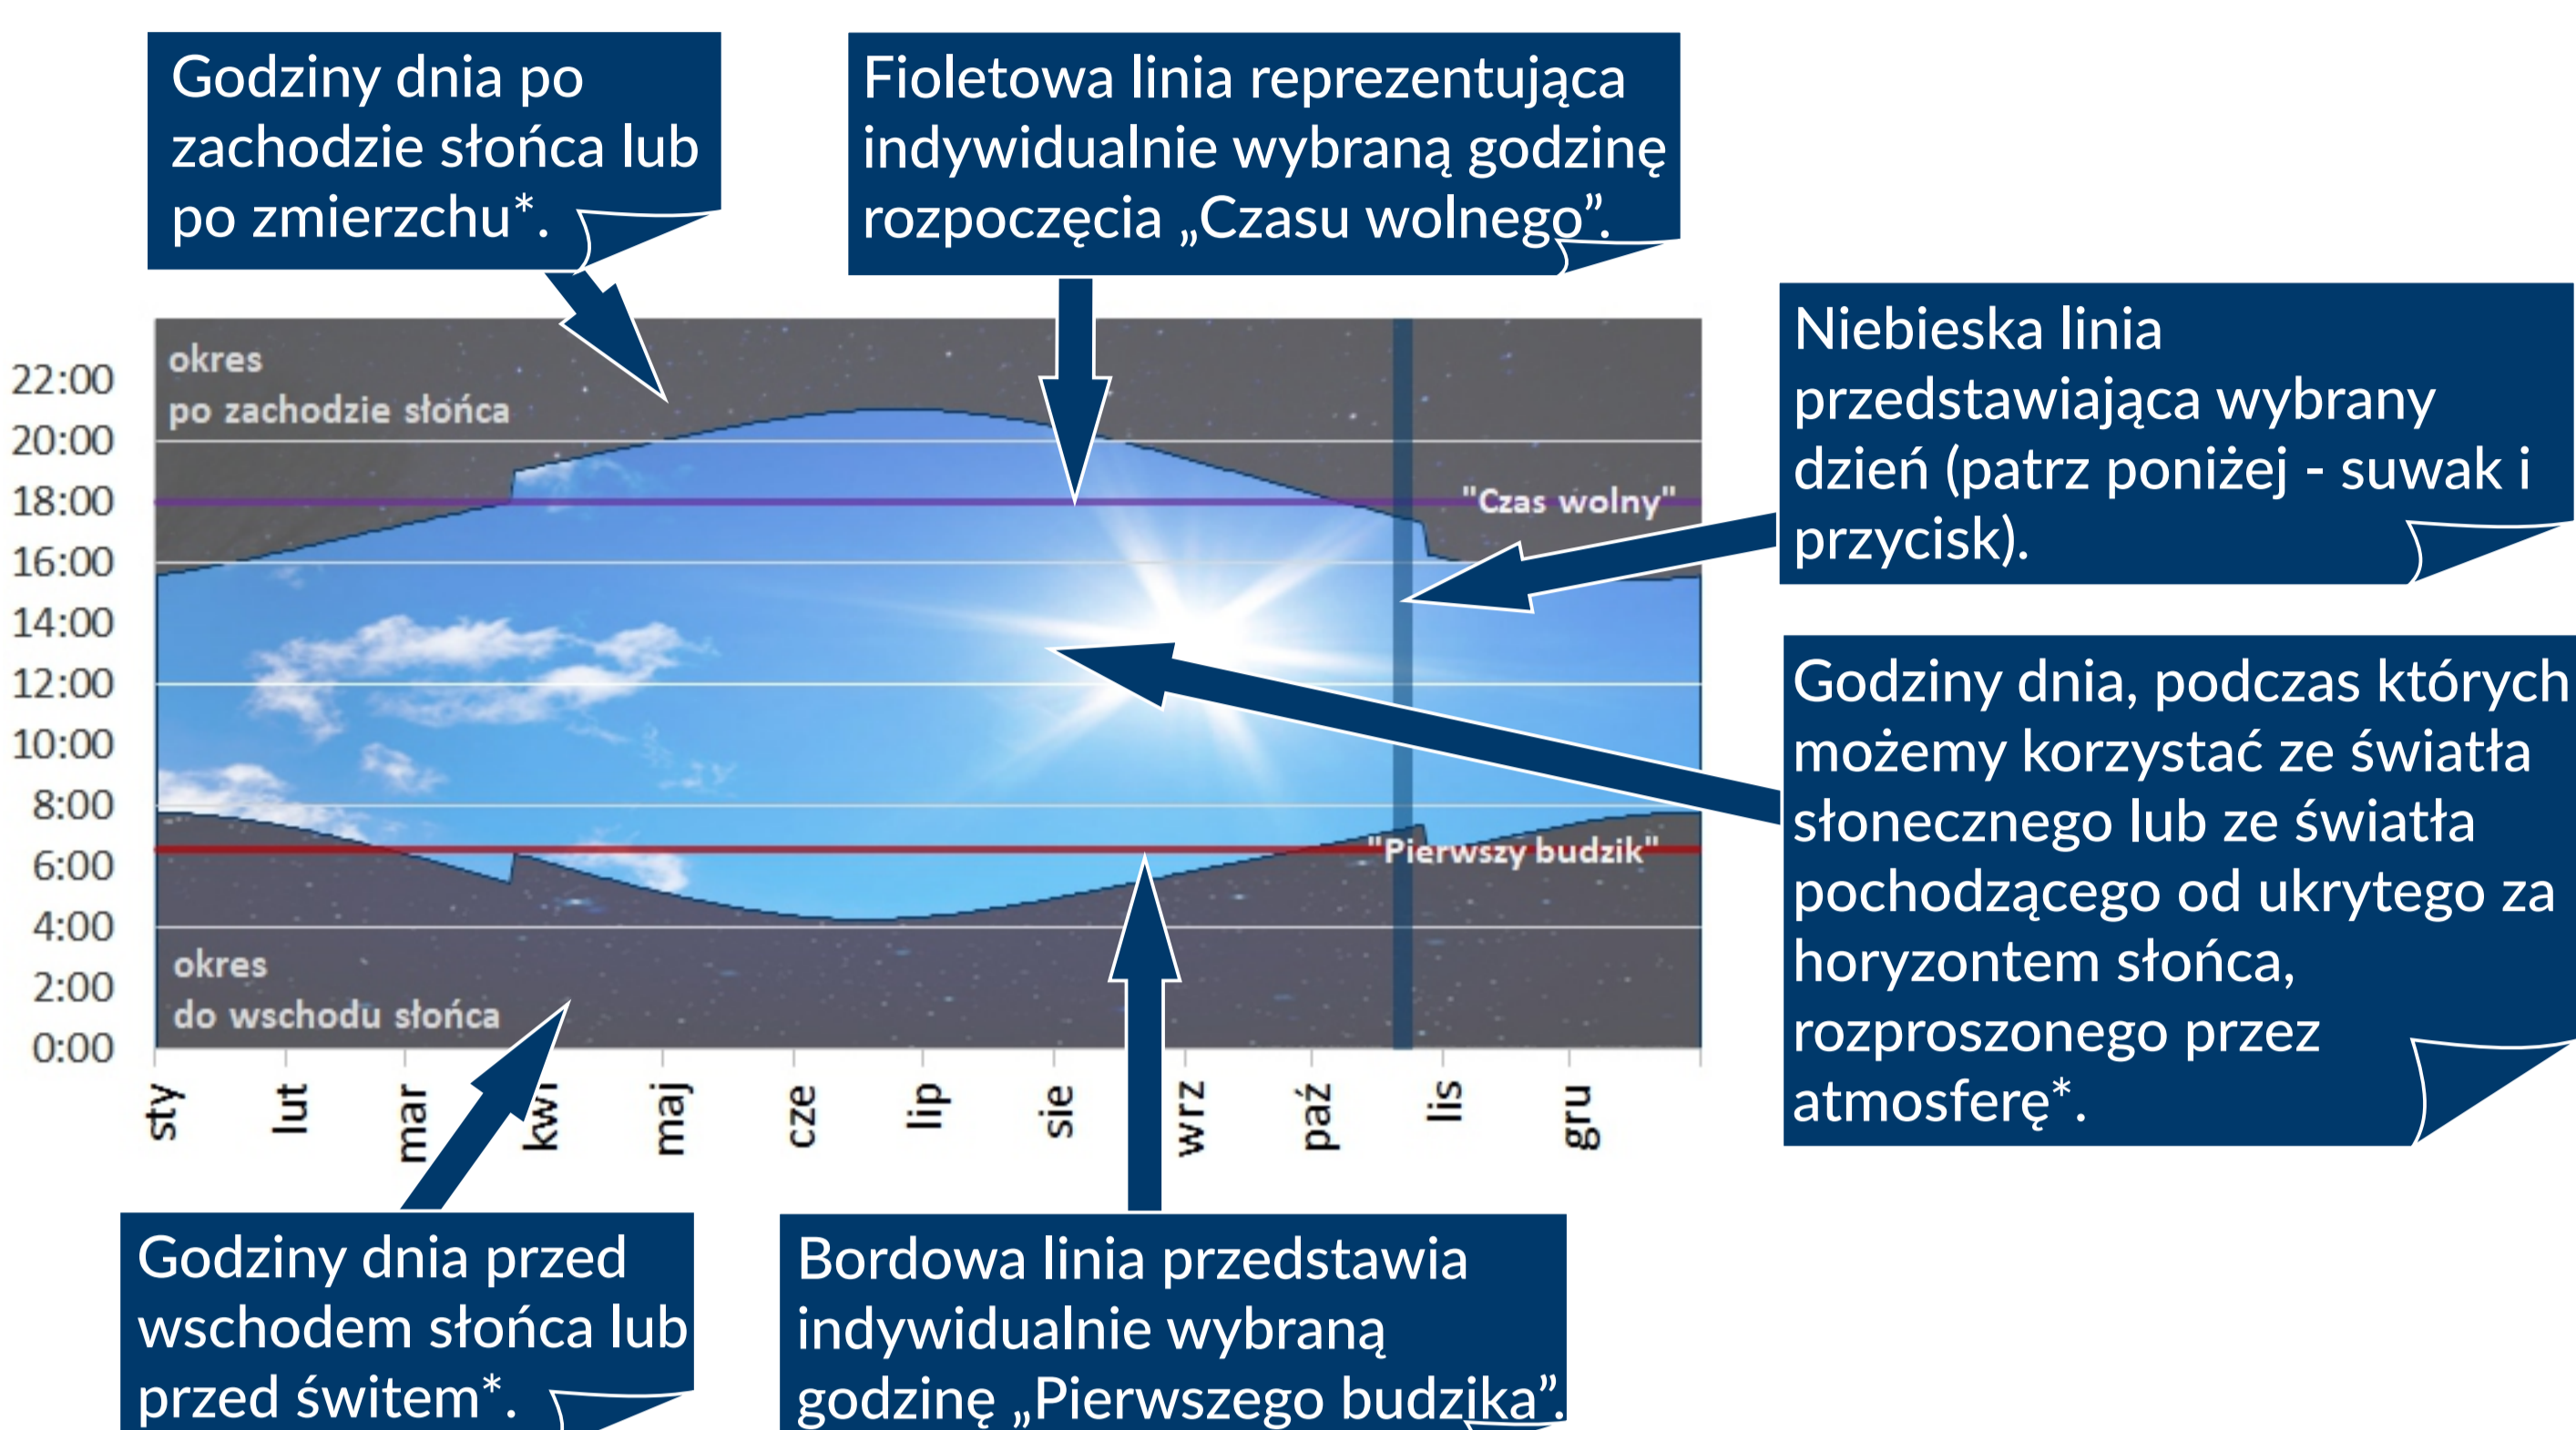 Godziny dnia po
zachodzie słońca lub
po zmierzchu*.
Fioletowa linia reprezentująca
indywidualnie wybraną godzinę
rozpoczęcia „Czasu wolnego”.
Niebieska linia
przedstawiająca wybrany
dzień (patrz poniżej - suwak i
przycisk).
Godziny dnia, podczas których
możemy korzystać ze światła
słonecznego lub ze światła
pochodzącego od ukrytego za
horyzontem słońca,
rozproszonego przez
atmosferę*.
okres
po zachodzie słońca
"Czas wolny"
"Pierwszy budzik"
okres
do wschodu słońca
22:00
20:00
18:00
16:00
14:00
12:00
10:00
8:00
6:00
4:00
2:00
0:00
sty
lut
mar
kwi
maj
cze
lip
sie
wrz
paź
lis
gru
Godziny dnia przed
wschodem słońca lub
przed świtem*.
Bordowa linia przedstawia
indywidualnie wybraną
godzinę „Pierwszego budzika”.